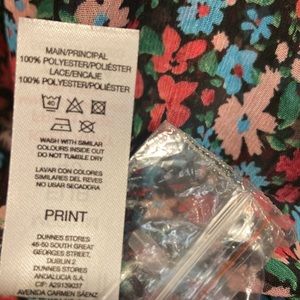 MAIN/PRINCIPAL
100% POLYESTER/POLIÉSTER
LACE/ENCAJE
100% POLYESTER/POLIÉSTER
40
WASH WITH SIMILAR
COLOURS INSIDE OUT
DO NOT TUMBLE DRY
LAVAR CON COLORES
SIMILARES DEL REVES
NO USAR SECADORA
PRINT
DUNNES STORES
46-50 SOUTH GREAT
GEORGES STREET,
DUBLIN 2
DUNNES STORES
ANDALUCIA S.A.
CIF: A29139237
AVENIDA CARMEN SÁENZ